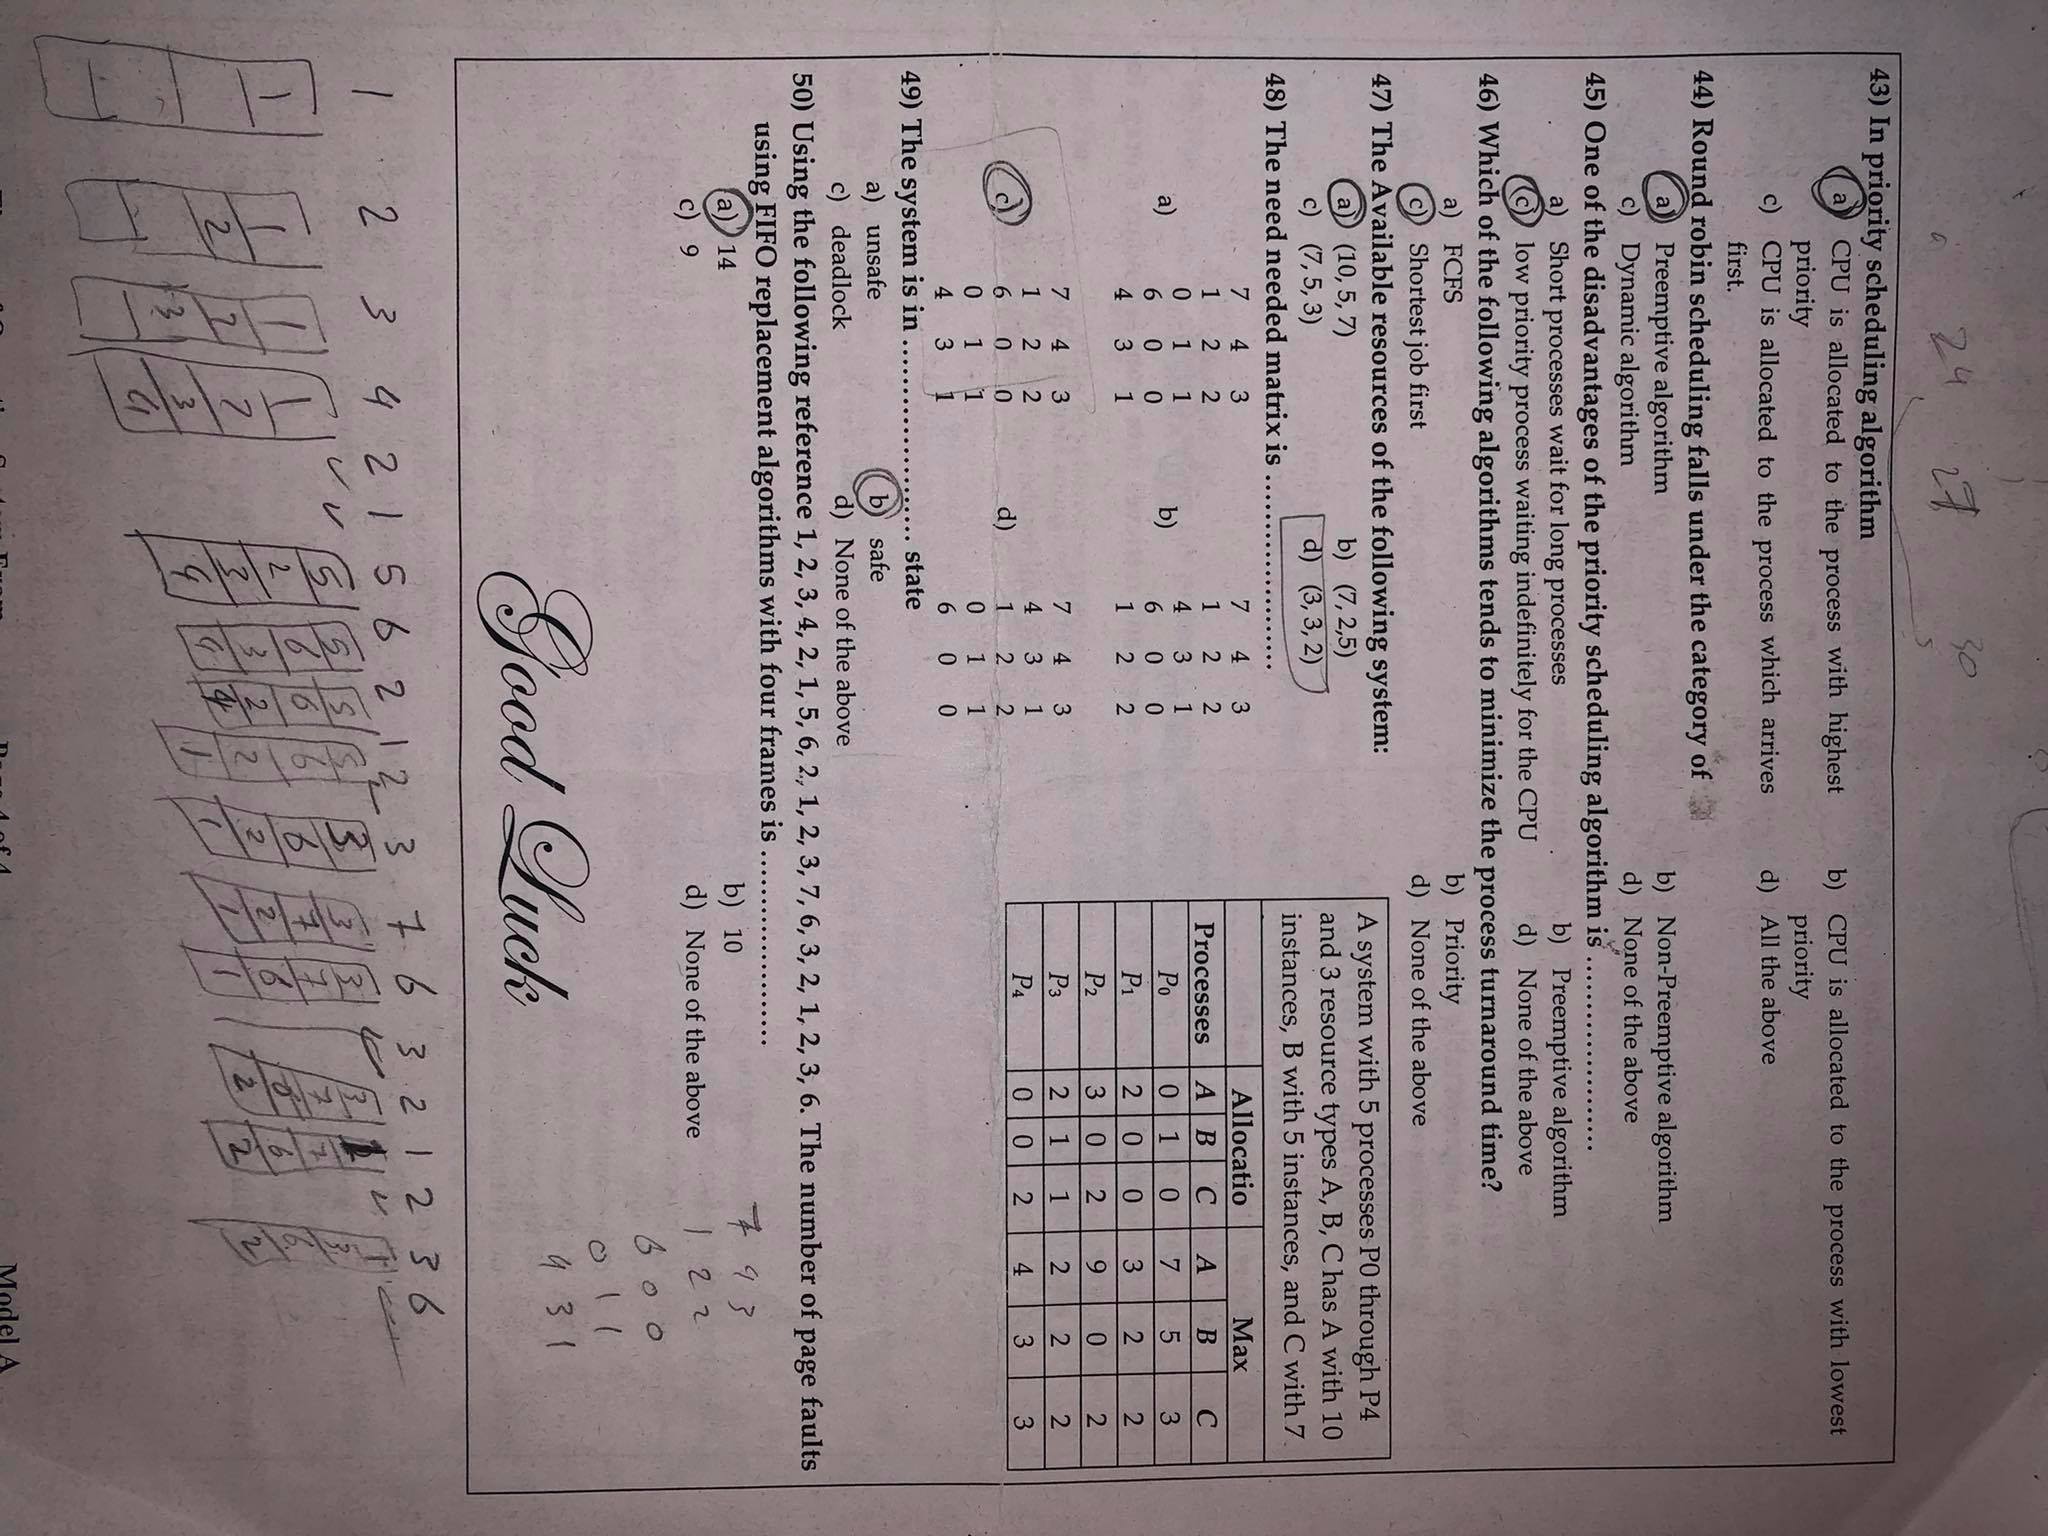 43) In priority scheduling algorithm
a) CPU is allocated to the process with highest priority
b) CPU is allocated to the process with lowest priority
c) CPU is allocated to the process which arrives first.
d) All the above
44) Round robin scheduling falls under the category of
a) Preemptive algorithm
b) Non-Preemptive algorithm
c) Dynamic algorithm
d) None of the above
45) One of the disadvantages of the priority scheduling algorithm is ..................
a) Short processes wait for long processes
b) Preemptive algorithm
c) low priority process waiting indefinitely for the CPU
d) None of the above
46) Which of the following algorithms tends to minimize the process turnaround time?
a) FCFS
b) Priority
c) Shortest job first
d) None of the above
47) The Available resources of the following system:
a) (10, 5, 7)
b) (7, 2,5)
c) (7, 5, 3)
d) (3, 3, 2)
A system with 5 processes P0 through P4
and 3 resource types A, B, C has A with 10
instances, B with 5 instances, and C with 7
Allocatio Max
Processes A B C A B C
P0 0 1 0 7 5 3
P1 2 0 0 3 2 2
P2 3 0 2 9 0 2
P3 2 1 1 2 2 2
P4 0 0 2 4 3 3
48) The need needed matrix is ........................
a)
7 4 3
1 2 2
0 1 1
6 0 0
4 3 1
b)
7 4 3
1 2 2
4 3 1
6 0 0
1 2 2
c)
7 4 3
1 2 2
6 0 0
0 1 1
4 3 1
d)
7 4 3
4 3 1
1 2 2
0 1 1
6 0 0
49) The system is in ........................ state
a) unsafe
b) safe
c) deadlock
d) None of the above
50) Using the following reference 1, 2, 3, 4, 2, 1, 5, 6, 2, 1, 2, 3, 7, 6, 3, 2, 1, 2, 3, 6. The number of page faults
using FIFO replacement algorithms with four frames is ........................
a) 14
b) 10
c) 9
d) None of the above
7 4 3
1 2 2
6 0 0
0 1 1
4 3 1
Good Luck
1 2 3 4 2 1 5 6 2 1 2 3 7 6 3 2 1 2 3 6
24 27 30
Model A